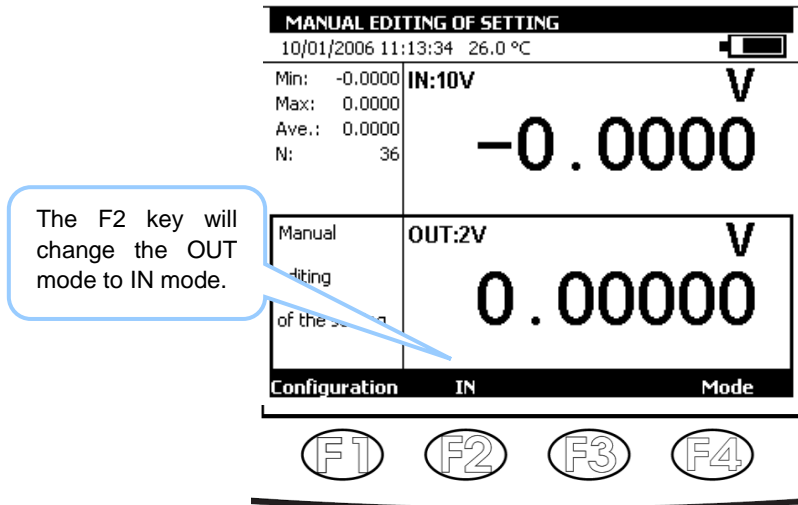 MANUAL EDITING OF SETTING
10/01/2006 11:13:34 26.0 °C
Min: -0.0000
Max: 0.0000
Ave.: 0.0000
N: 36
IN:10V V
-0.0000
The F2 key will
change the OUT
mode to IN mode.
Manual
editing
of the
OUT:2V V
0.00000
Configuration IN Mode
F1 F2 F3 F4